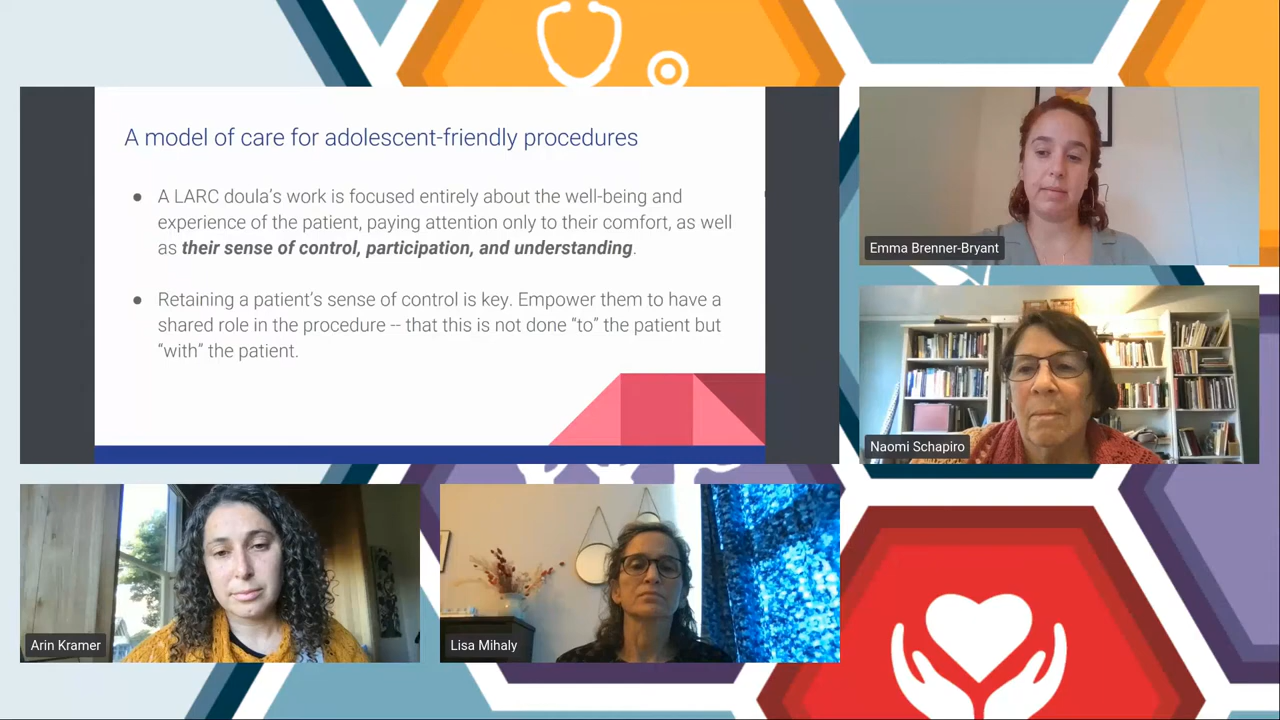 A model of care for adolescent-friendly procedures
● A LARC doula's work is focused entirely about the well-being and
experience of the patient, paying attention only to their comfort, as well
as their sense of control, participation, and understanding.
● Retaining a patient's sense of control is key. Empower them to have a
shared role in the procedure -- that this is not done “to” the patient but
“with” the patient.
Emma Brenner-Bryant
Naomi Schapiro
Arin Kramer
Lisa Mihaly